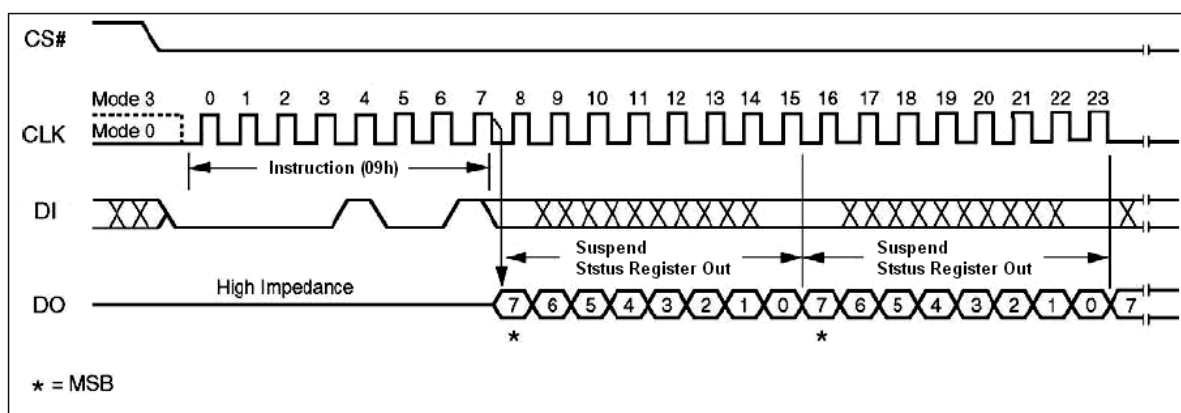 CS#
Mode 3 0 1 2 3 4 5 6 7 8 9 10 11 12 13 14 15 16 17 18 19 20 21 22 23
CLK Mode 0
Instruction (09h)
DI
Suspend Suspend
Ststus Register Out Ststus Register Out
High Impedance
DO 7 6 5 4 3 2 1 0 7 6 5 4 3 2 1 0 7
* *
* = MSB